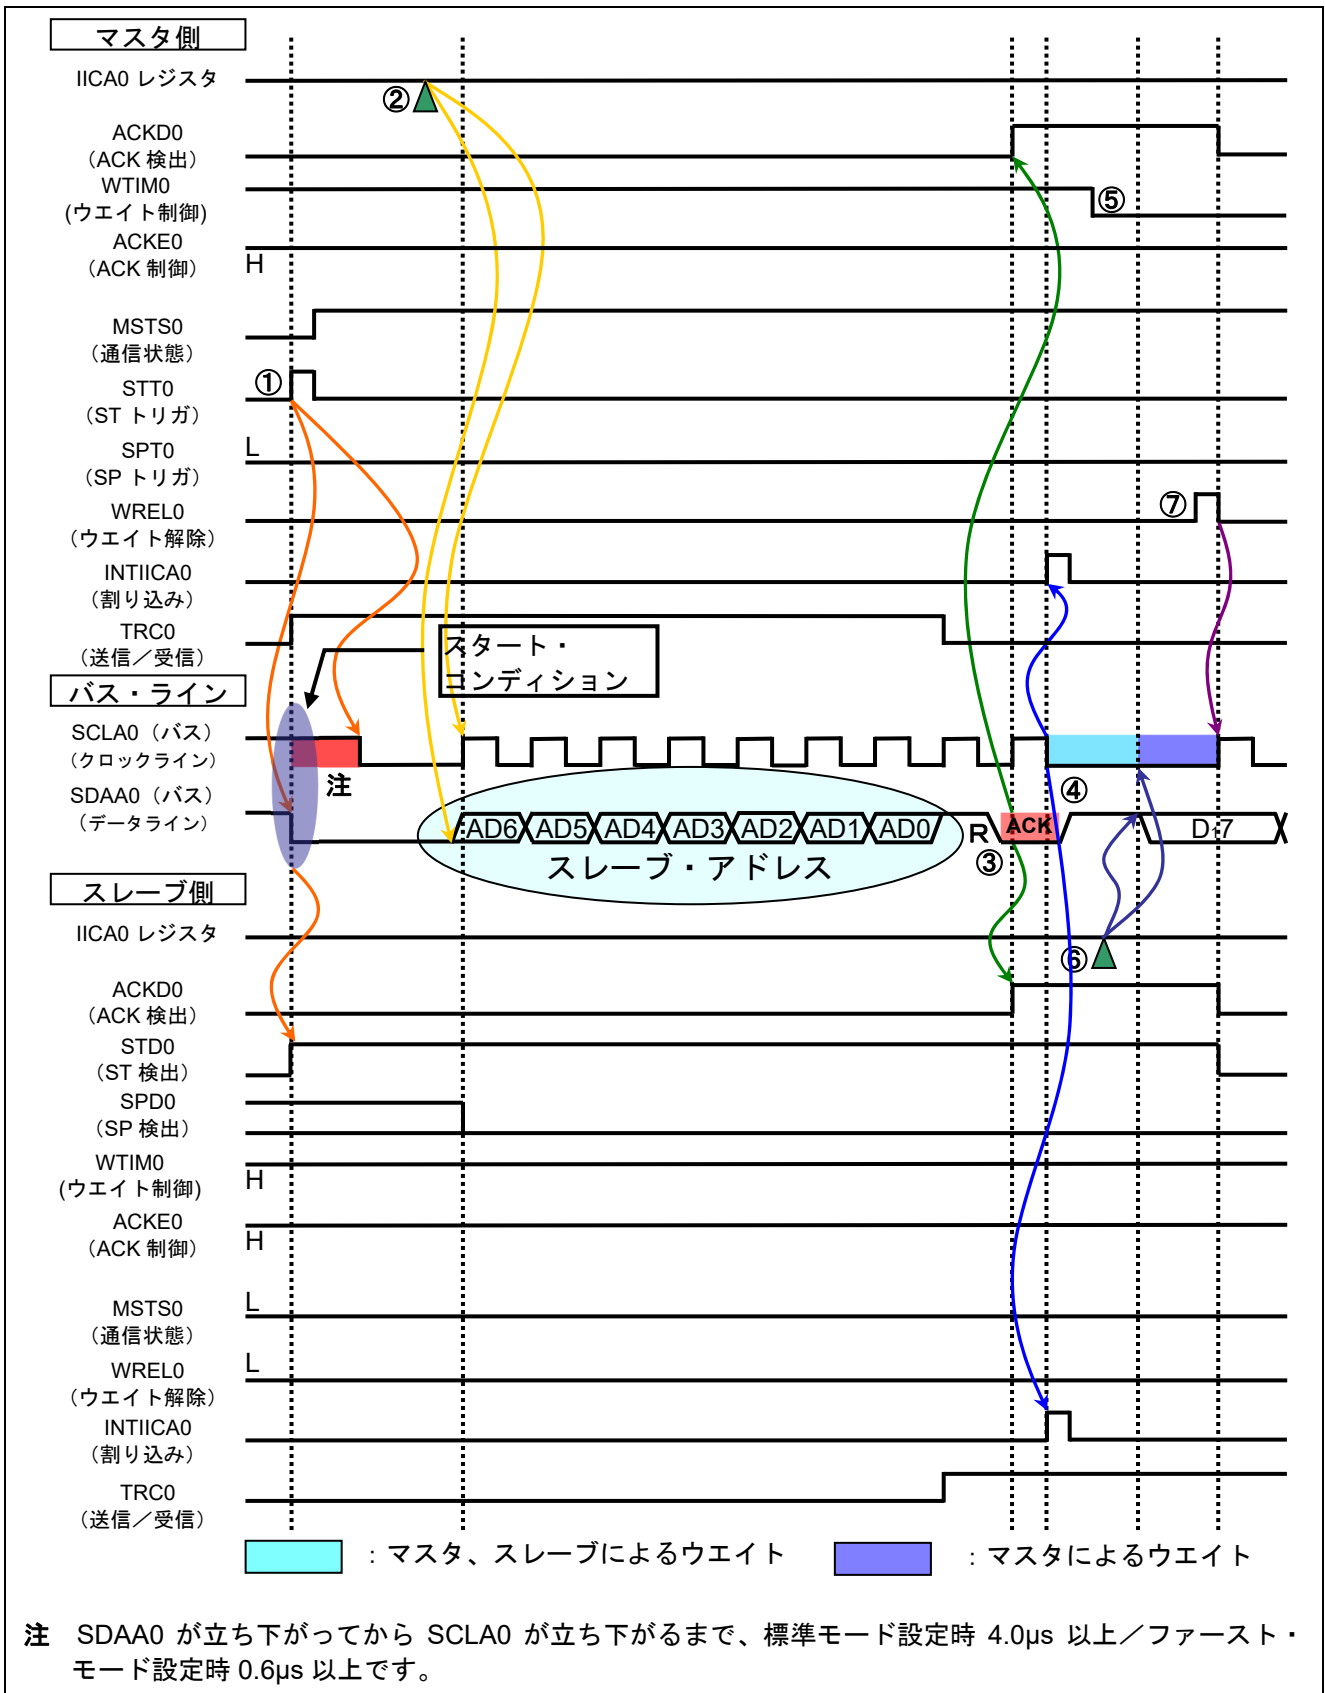 マスタ側
IICA0 レジスタ
②
ACKD0
（ACK 検出）
WTIM0
(ウエイト制御)
⑤
ACKE0
（ACK 制御）
H
MSTS0
（通信状態）
①
STT0
（ST トリガ）
SPT0
（SP トリガ）
L
WREL0
（ウエイト解除）
⑦
INTIICA0
（割り込み）
TRC0
（送信／受信）
スタート・
コンディション
バス・ライン
SCLA0（バス）
（クロックライン）
注
④
SDAA0（バス）
（データライン）
AD6 AD5 AD4 AD3 AD2 AD1 AD0 R ACK D₁7
スレーブ・アドレス
③
スレーブ側
IICA0 レジスタ
⑥
ACKD0
（ACK 検出）
STD0
（ST 検出）
SPD0
（SP 検出）
WTIM0
(ウエイト制御)
H
ACKE0
（ACK 制御）
H
MSTS0
（通信状態）
L
WREL0
（ウエイト解除）
L
INTIICA0
（割り込み）
TRC0
（送信／受信）
：マスタ、スレーブによるウエイト
：マスタによるウエイト
注 SDAA0 が立ち下がってから SCLA0 が立ち下がるまで、標準モード設定時 4.0μs 以上／ファースト・
モード設定時 0.6μs 以上です。